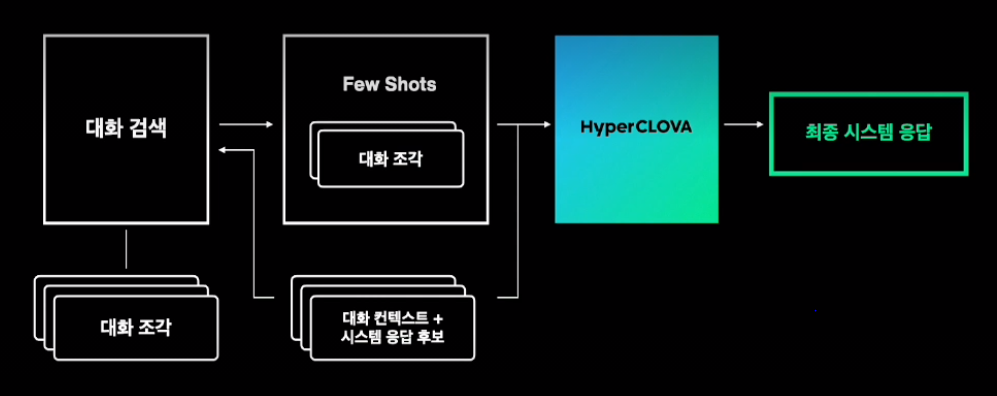 대화 검색
Few Shots
대화 조각
HyperCLOVA
최종 시스템 응답
대화 조각
대화 컨텍스트 +
시스템 응답 후보